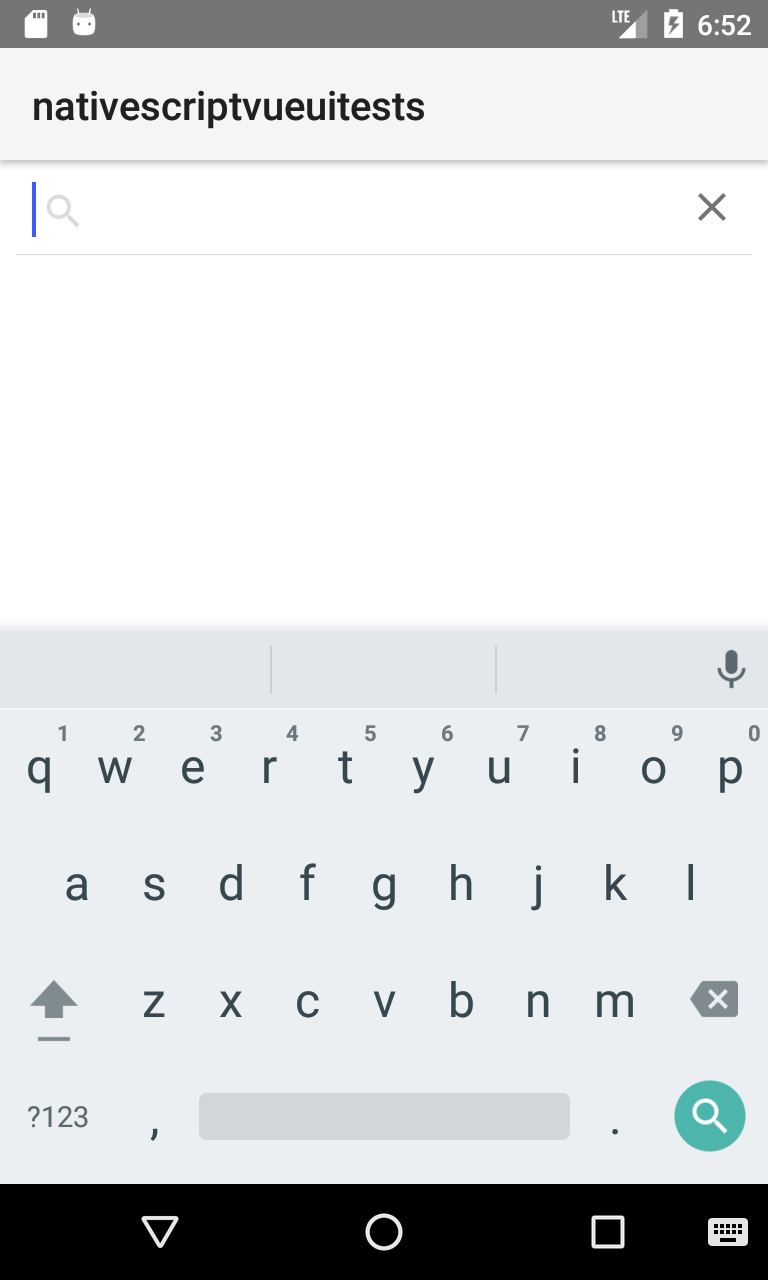 LTE 6:52
nativescriptvueuitests
1 2 3 4 5 6 7 8 9 0
q w e r t y u i o p
a s d f g h j k l
z x c v b n m
?123 , .